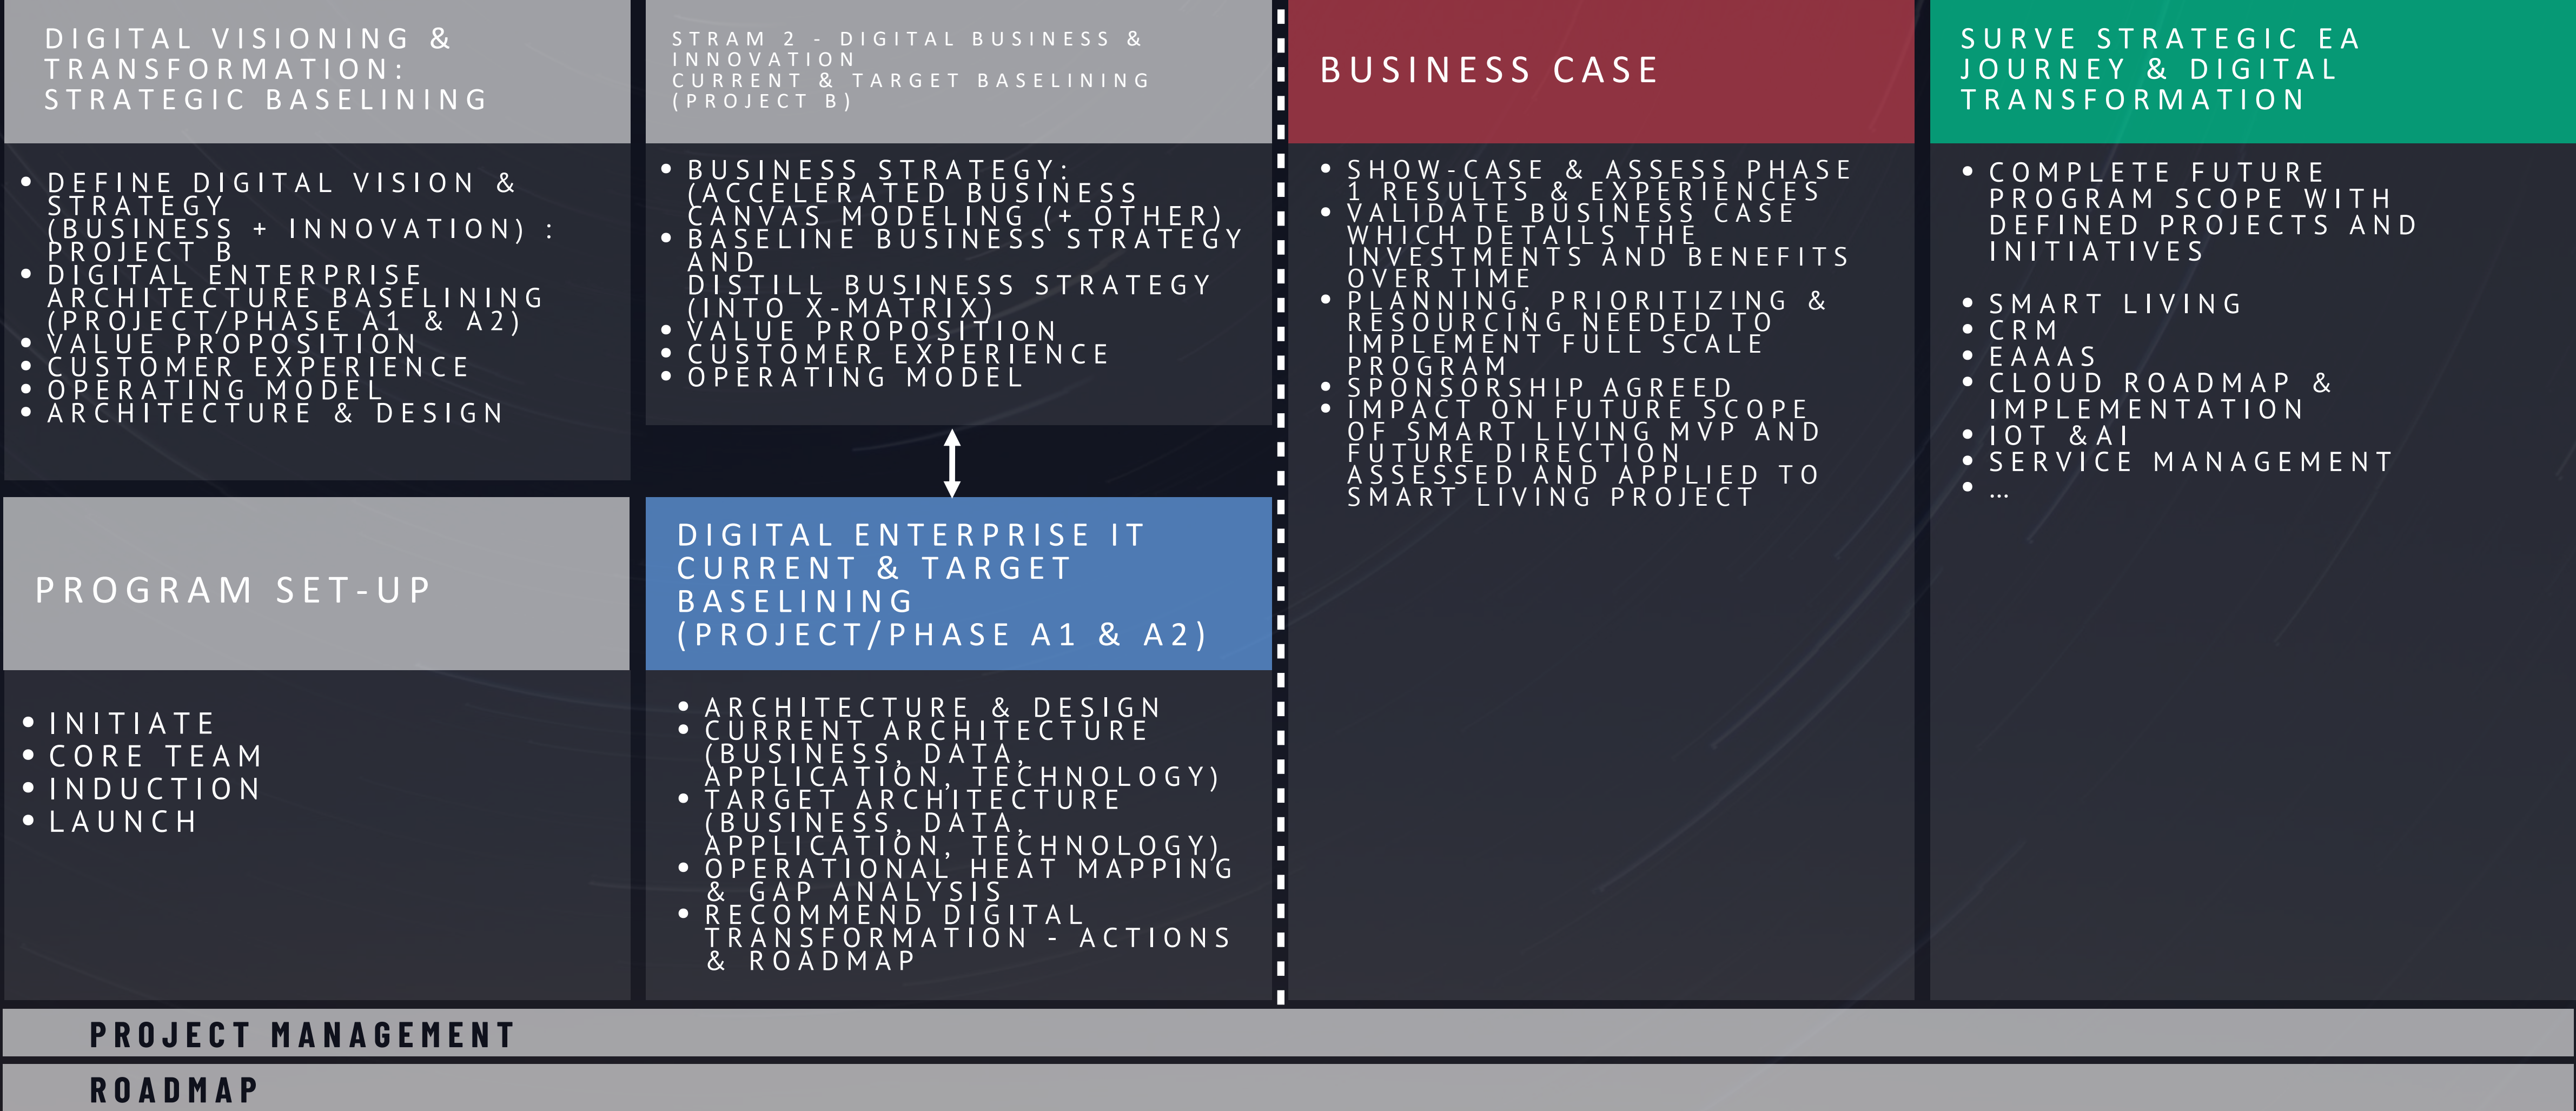 DIGITAL VISIONING &
TRANSFORMATION:
STRATEGIC BASELINING
• DEFINE DIGITAL VISION &
STRATEGY
(BUSINESS + INNOVATION) :
PROJECT B
• DIGITAL ENTERPRISE
ARCHITECTURE BASELINING
(PROJECT/PHASE A1 & A2)
• VALUE PROPOSITION
• CUSTOMER EXPERIENCE
• OPERATING MODEL
• ARCHITECTURE & DESIGN
PROGRAM SET-UP
• INITIATE
• CORE TEAM
• INDUCTION
• LAUNCH
STRAM 2 - DIGITAL BUSINESS &
INNOVATION
CURRENT & TARGET BASELINING
(PROJECT B)
• BUSINESS STRATEGY:
(ACCELERATED BUSINESS
CANVAS MODELING (+ OTHER)
• BASELINE BUSINESS STRATEGY
AND
DISTILL BUSINESS STRATEGY
(INTO X-MATRIX)
• VALUE PROPOSITION
• CUSTOMER EXPERIENCE
• OPERATING MODEL
DIGITAL ENTERPRISE IT
CURRENT & TARGET
BASELINING
(PROJECT/PHASE A1 & A2)
• ARCHITECTURE & DESIGN
• CURRENT ARCHITECTURE
(BUSINESS, DATA,
APPLICATION, TECHNOLOGY)
• TARGET ARCHITECTURE
(BUSINESS, DATA,
APPLICATION, TECHNOLOGY)
• OPERATIONAL HEAT MAPPING
& GAP ANALYSIS
• RECOMMEND DIGITAL
TRANSFORMATION - ACTIONS
& ROADMAP
BUSINESS CASE
• SHOW-CASE & ASSESS PHASE
1 RESULTS & EXPERIENCES
• VALIDATE BUSINESS CASE
WHICH DETAILS THE
INVESTMENTS AND BENEFITS
OVER TIME
• PLANNING, PRIORITIZING &
RESOURCING NEEDED TO
IMPLEMENT FULL SCALE
PROGRAM
• SPONSORSHIP AGREED
• IMPACT ON FUTURE SCOPE
OF SMART LIVING MVP AND
FUTURE DIRECTION
ASSESSED AND APPLIED TO
SMART LIVING PROJECT
SURVE STRATEGIC EA
JOURNEY & DIGITAL
TRANSFORMATION
• COMPLETE FUTURE
PROGRAM SCOPE WITH
DEFINED PROJECTS AND
INITIATIVES
• SMART LIVING
• CRM
• EAAAS
• CLOUD ROADMAP &
IMPLEMENTATION
• IOT &AI
• SERVICE MANAGEMENT
• ...
PROJECT MANAGEMENT
ROADMAP